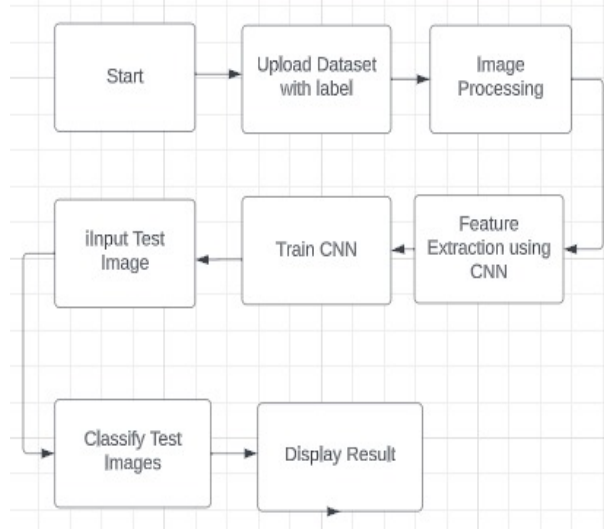 Start
Upload Dataset
with label
Image
Processing
iInput Test
Image
Train CNN
Feature
Extraction using
CNN
Classify Test
Images
Display Result